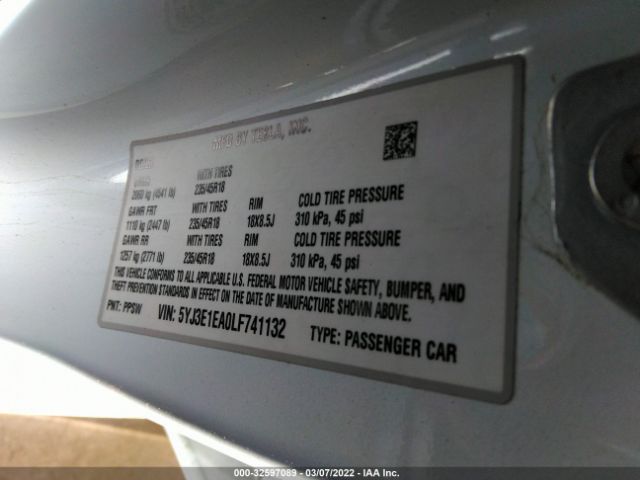 MFD BY TESLA, INC.
2060 kg (4541 lb) WITH TIRES 235/45R18
GAWR FRT WITH TIRES RIM COLD TIRE PRESSURE
1110 kg (2447 lb) 235/45R18 18X8.5J 310 kPa, 45 psi
GAWR RR WITH TIRES RIM COLD TIRE PRESSURE
1257 kg (2771 lb) 235/45R18 18X8.5J 310 kPa, 45 psi
THIS VEHICLE CONFORMS TO ALL APPLICABLE U.S. FEDERAL MOTOR VEHICLE SAFETY, BUMPER, AND
THEFT PREVENTION STANDARDS IN EFFECT ON THE DATE OF MANUFACTURE SHOWN ABOVE.
PNT: PPSW VIN: 5YJ3E1EA0LF741132 TYPE: PASSENGER CAR
000-32597089 - 03/07/2022 - IAA Inc.